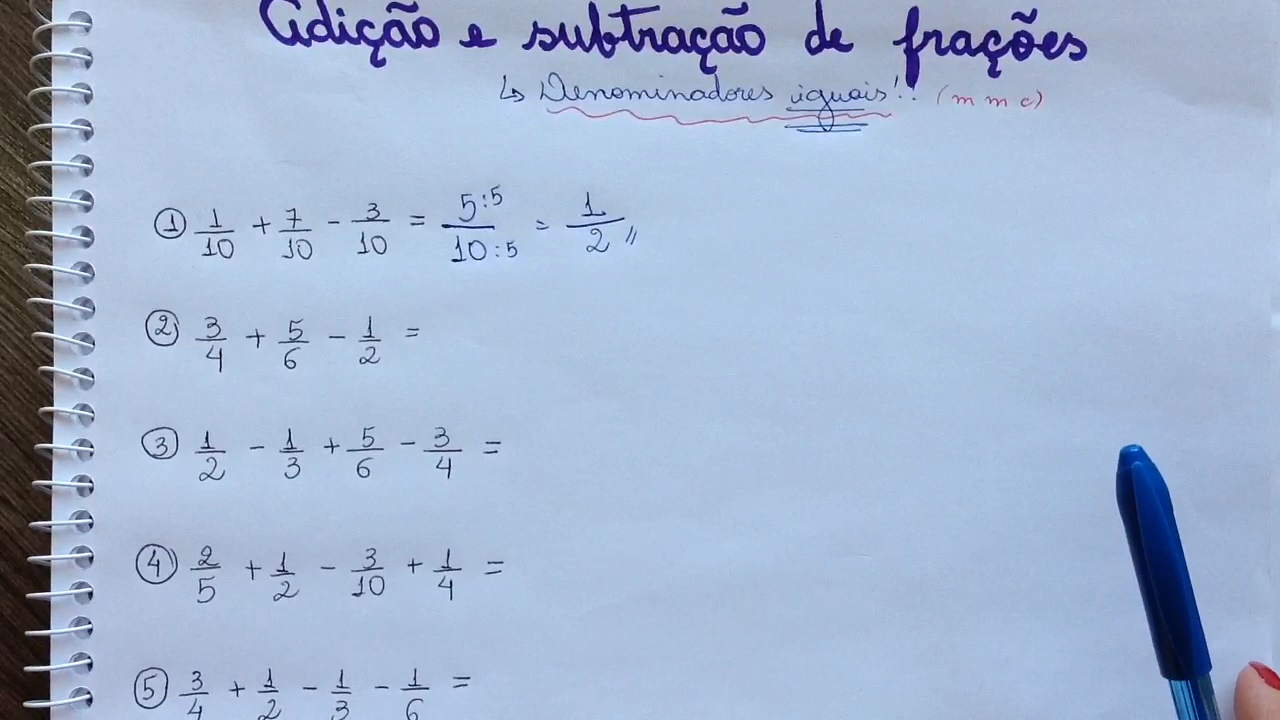 Adição e subtração de frações
↳ Denominadores iguais!! (m m c)
① 1/10 + 7/10 - 3/10 = 5:5/10:5 = 1/2 //
② 3/4 + 5/6 - 1/2 =
③ 1/2 - 1/3 + 5/6 - 3/4 =
④ 2/5 + 1/2 - 3/10 + 1/4 =
⑤ 3/4 + 1/2 - 1/3 - 1/6 =